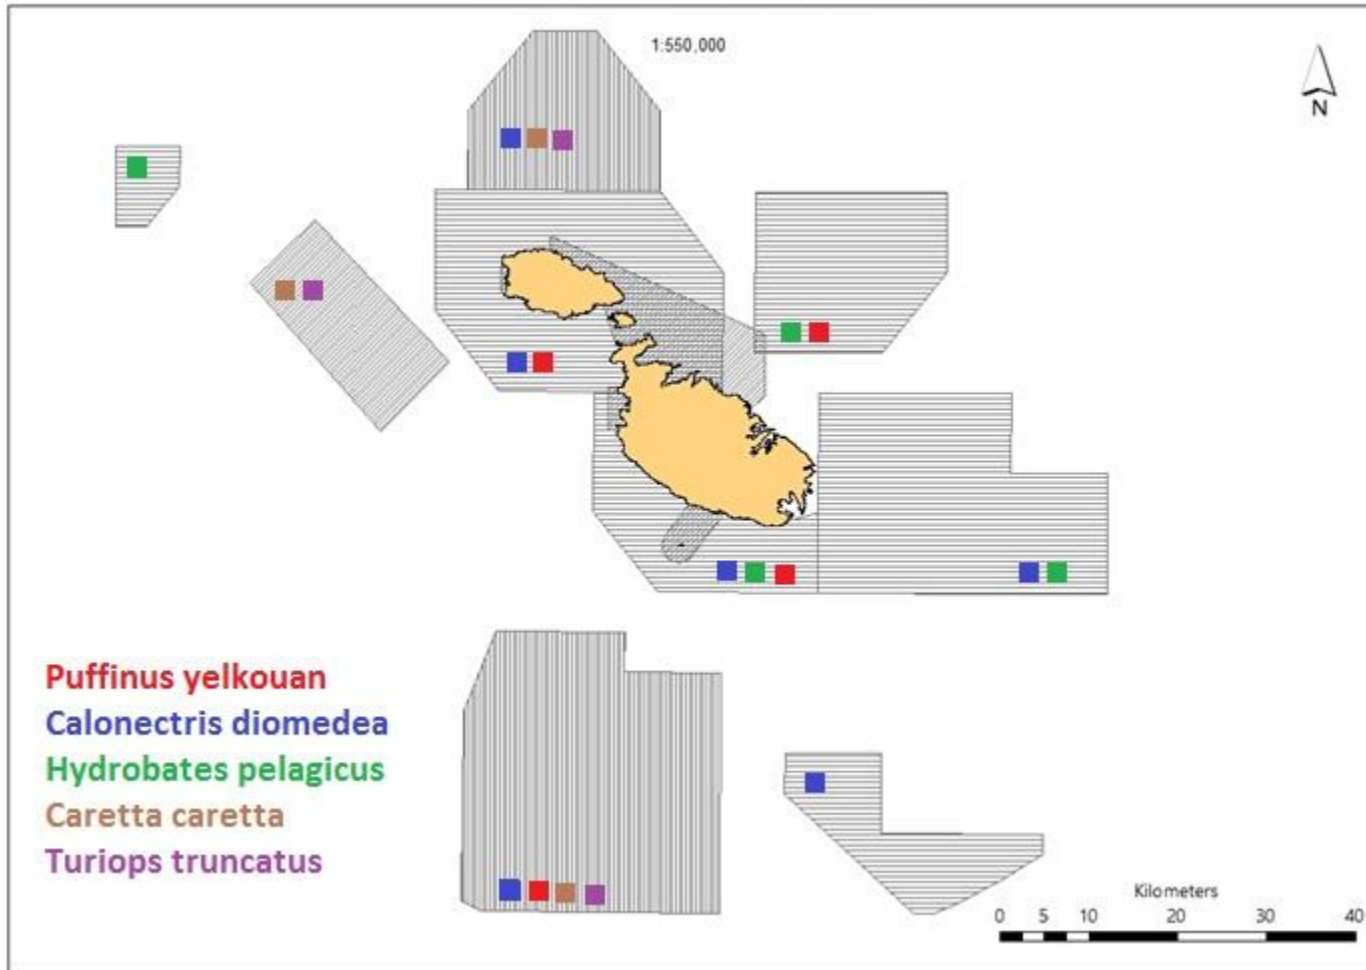 1:550,000
N
Puffinus yelkouan
Calonectris diomedea
Hydrobates pelagicus
Caretta caretta
Turiops truncatus
Kilometers
0 5 10 20 30 40